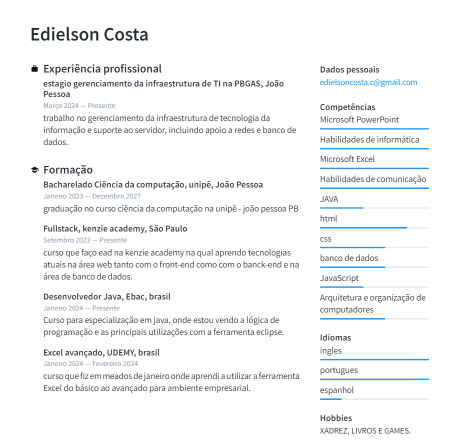 Edielson Costa
Experiência profissional
estagio gerenciamento da infraestrutura de TI na PBGAS, João
Pessoa
Março 2024 — Presente
trabalho no gerenciamento da infraestrutura de tecnologia da
informação e suporte ao servidor, incluindo apoio a redes e banco de
dados.
Formação
Bacharelado Ciência da computação, unipê, João Pessoa
Janeiro 2023 — Dezembro 2027
graduação no curso ciência da computação na unipê - joão pessoa PB
Fullstack, kenzie academy, São Paulo
Setembro 2023 — Presente
curso que faço ead na kenzie academy na qual aprendo tecnologias
atuais na área web tanto com o front-end como com o banck-end e na
área de banco de dados.
Desenvolvedor Java, Ebac, brasil
Janeiro 2024 — Presente
Curso para especialização em java, onde estou vendo a lógica de
programação e as principais utilizações com a ferramenta eclipse.
Excel avançado, UDEMY, brasil
Janeiro 2024 — Fevereiro 2024
curso que fiz em meados de janeiro onde aprendi a utilizar a ferramenta
Excel do básico ao avançado para ambiente empresarial.
Dados pessoais
edielsoncosta.c@gmail.com
Competências
Microsoft PowerPoint
Habilidades de informática
Microsoft Excel
Habilidades de comunicação
JAVA
html
css
banco de dados
JavaScript
Arquitetura e organização de
computadores
Idiomas
ingles
portugues
espanhol
Hobbies
XADREZ, LIVROS E GAMES.